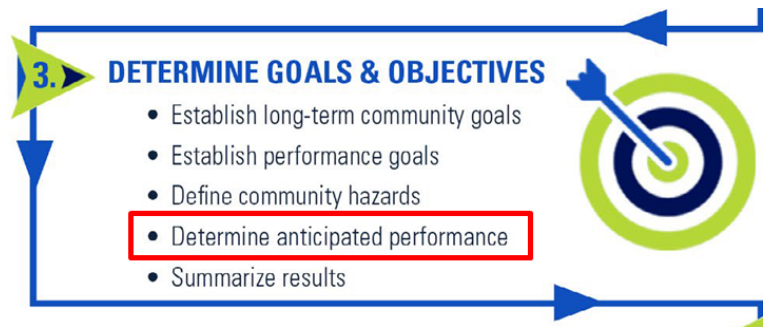 3.
DETERMINE GOALS & OBJECTIVES
• Establish long-term community goals
• Establish performance goals
• Define community hazards
• Determine anticipated performance
• Summarize results